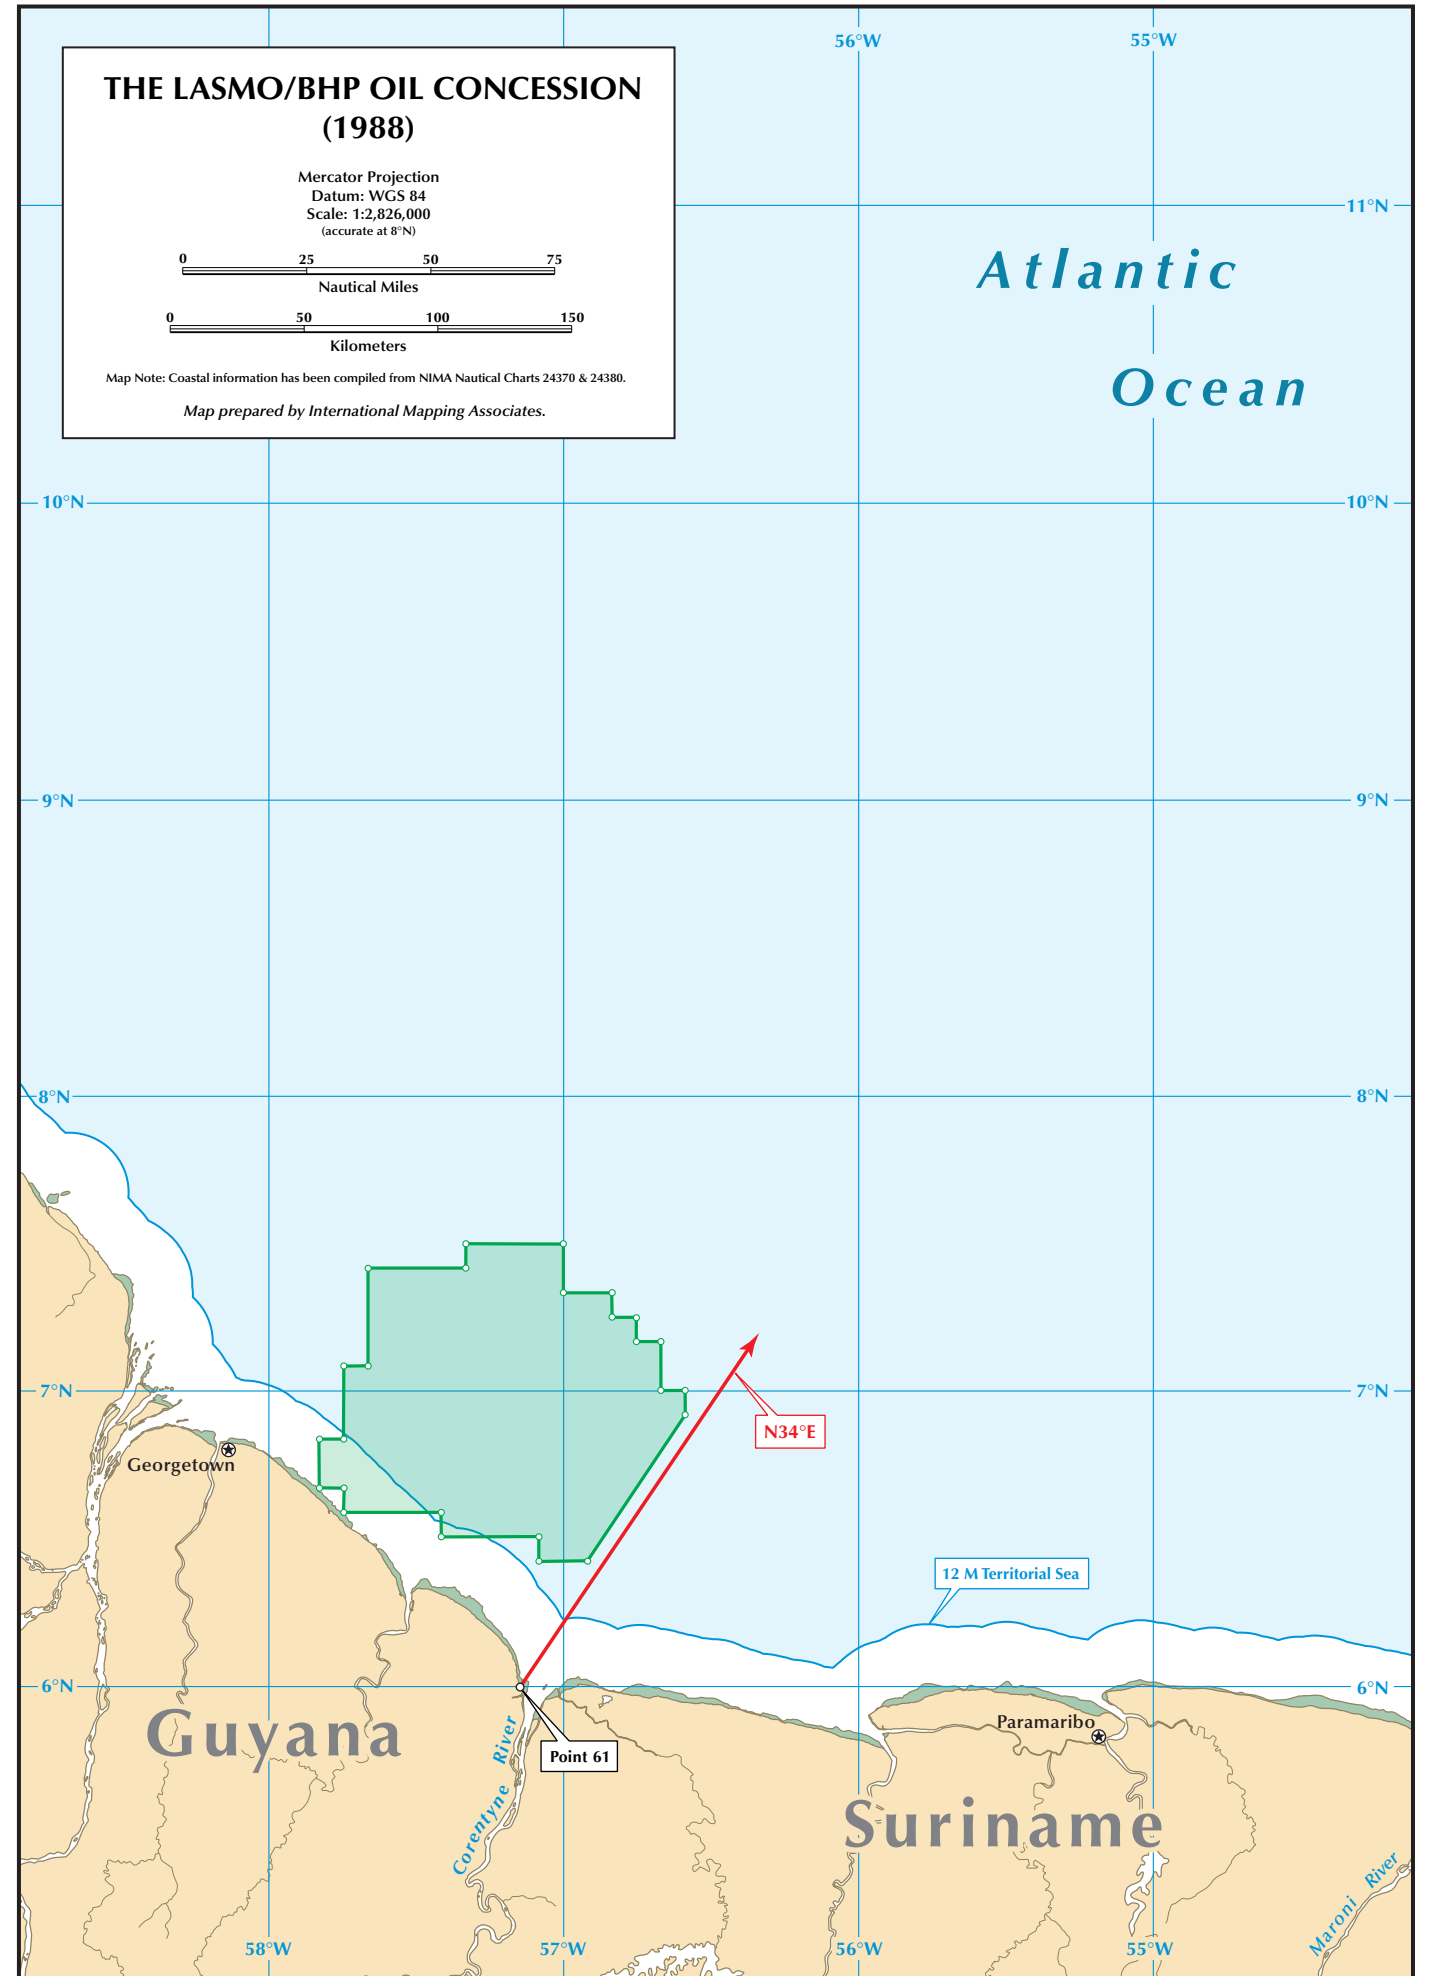 56°W
55°W
THE LASMO/BHP OIL CONCESSION
(1988)
Mercator Projection
Datum: WGS 84
Scale: 1:2,826,000
(accurate at 8°N)
0 25 50 75
Nautical Miles
0 50 100 150
Kilometers
Map Note: Coastal information has been compiled from NIMA Nautical Charts 24370 & 24380.
Map prepared by International Mapping Associates.
11°N
Atlantic
Ocean
10°N
10°N
9°N
9°N
8°N
8°N
7°N
7°N
N34°E
Georgetown
12 M Territorial Sea
6°N
6°N
Guyana
Corentyne River
Point 61
Paramaribo
Suriname
Maroni River
58°W
57°W
56°W
55°W